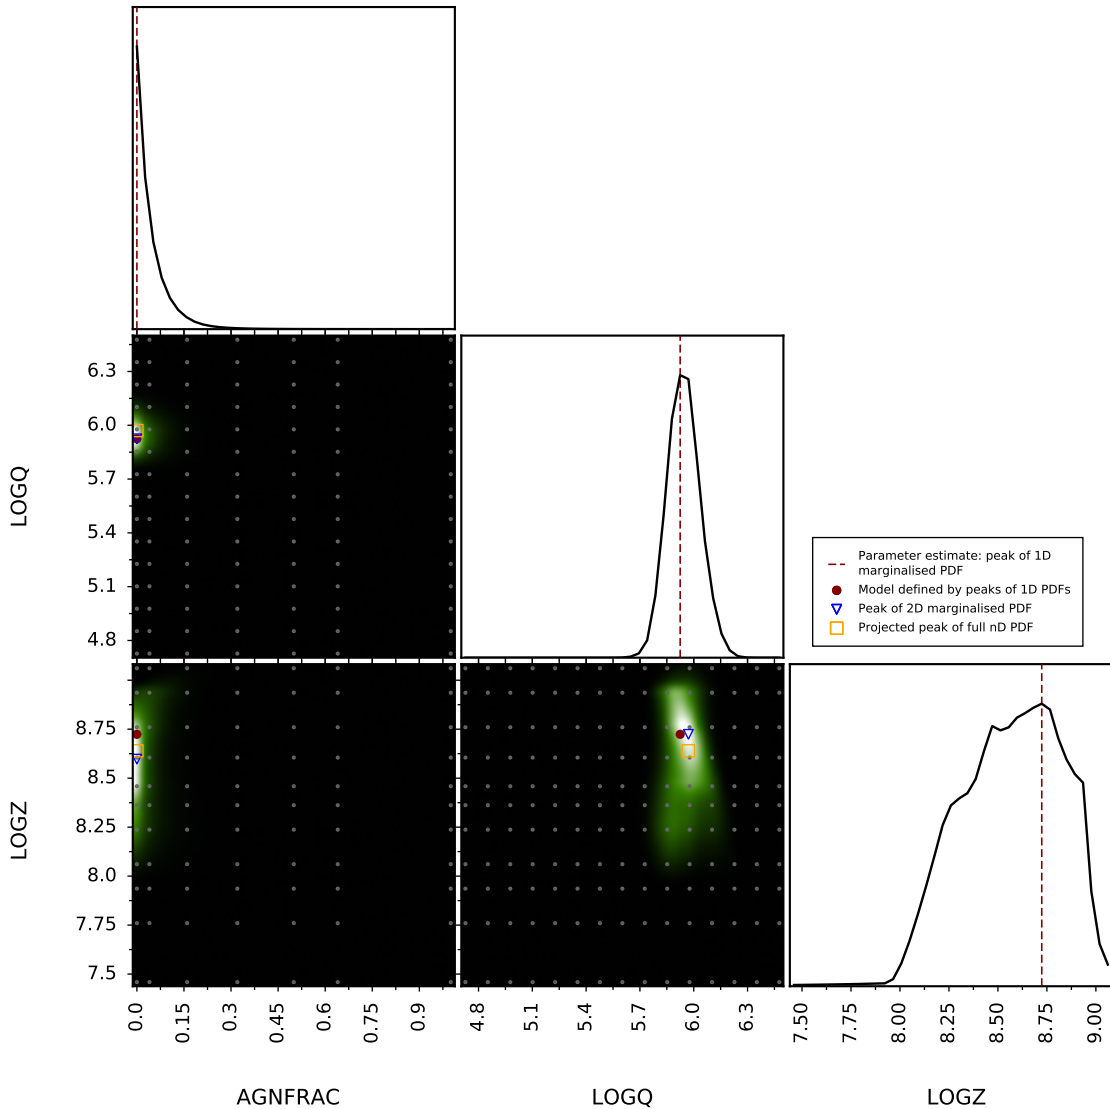 6.3
6.0
5.7
5.4
5.1
4.8
LOGQ
Parameter estimate: peak of 1D
marginalised PDF
Model defined by peaks of 1D PDFs
Peak of 2D marginalised PDF
Projected peak of full nD PDF
8.75
8.5
8.25
8.0
7.75
7.5
LOGZ
0.0 0.15 0.3 0.45 0.6 0.75 0.9
4.8 5.1 5.4 5.7 6.0 6.3
7.50 7.75 8.00 8.25 8.50 8.75 9.00
AGNFRAC LOGQ LOGZ